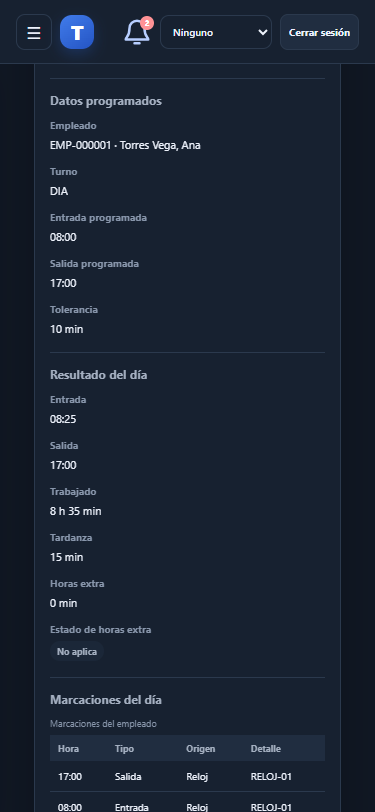 T
2
Ninguno
Cerrar sesión
Datos programados
Empleado
EMP-000001 · Torres Vega, Ana
Turno
DIA
Entrada programada
08:00
Salida programada
17:00
Tolerancia
10 min
Resultado del día
Entrada
08:25
Salida
17:00
Trabajado
8 h 35 min
Tardanza
15 min
Horas extra
0 min
Estado de horas extra
No aplica
Marcaciones del día
Marcaciones del empleado
Hora Tipo Origen Detalle
17:00 Salida Reloj RELOJ-01
08:00 Entrada Reloj RELOJ-01